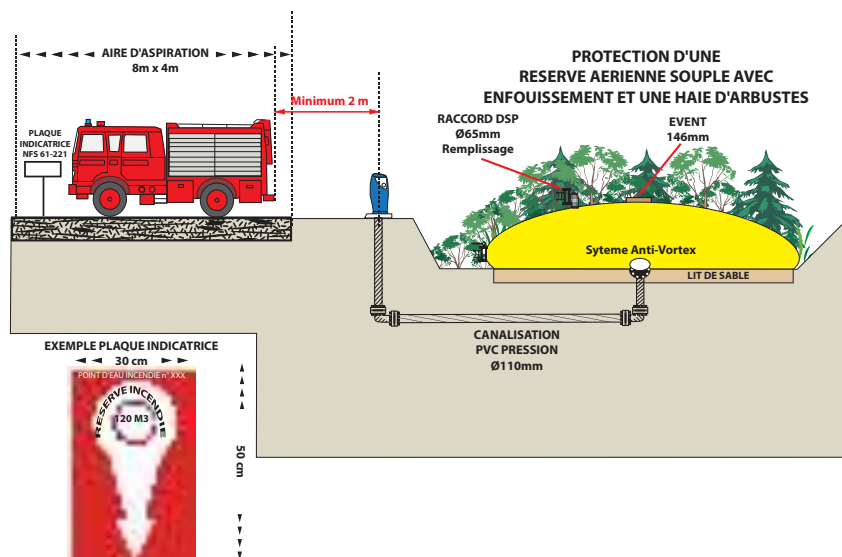 AIRE D'ASPIRATION
8m x 4m
PROTECTION D'UNE
RESERVE AERIENNE SOUPLE AVEC
ENFOUISSEMENT ET UNE HAIE D'ARBUSTES
Minimum 2 m
RACCORD DSP
Ø65mm
Remplissage
EVENT
146mm
PLAQUE
INDICATRICE
NFS 61-221
Syteme Anti-Vortex
LIT DE SABLE
CANALISATION
PVC PRESSION
Ø110mm
EXEMPLE PLAQUE INDICATRICE
30 cm
POINT D'EAU INCENDIE n° XXX
RESERVE INCENDIE
120 M3
50 cm